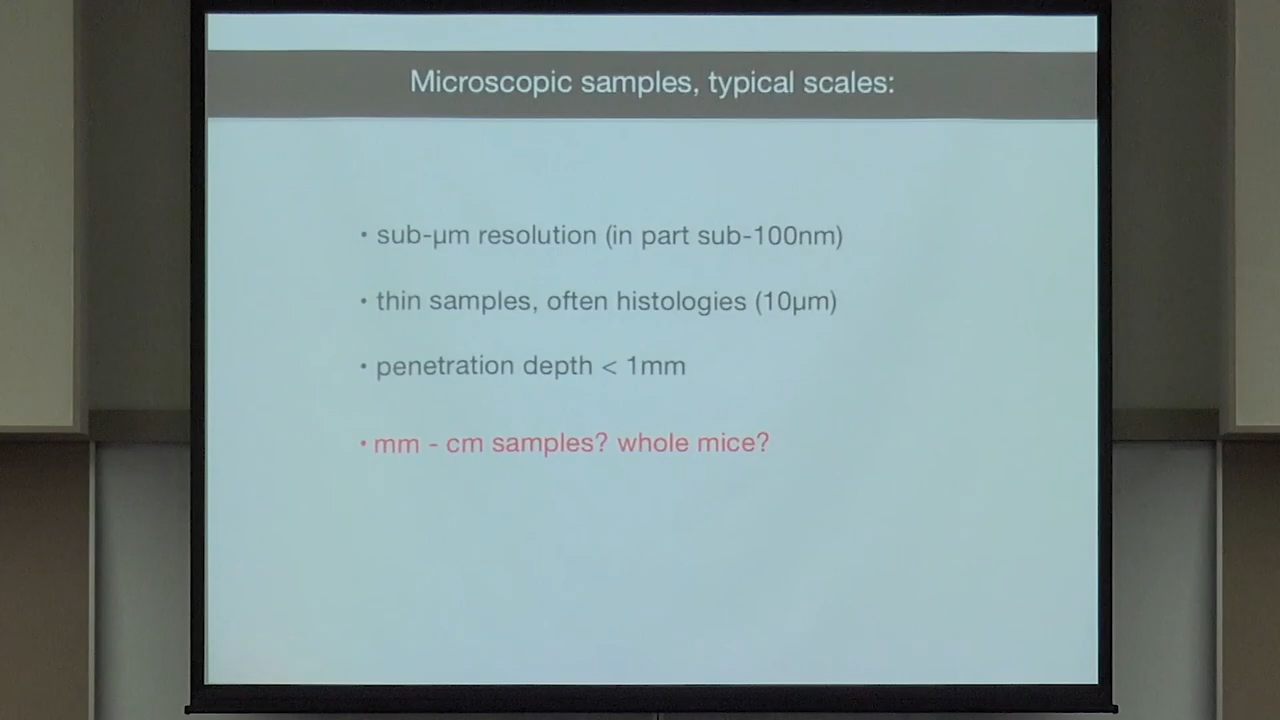 Microscopic samples, typical scales:
• sub-µm resolution (in part sub-100nm)
• thin samples, often histologies (10µm)
• penetration depth < 1mm
• mm - cm samples? whole mice?